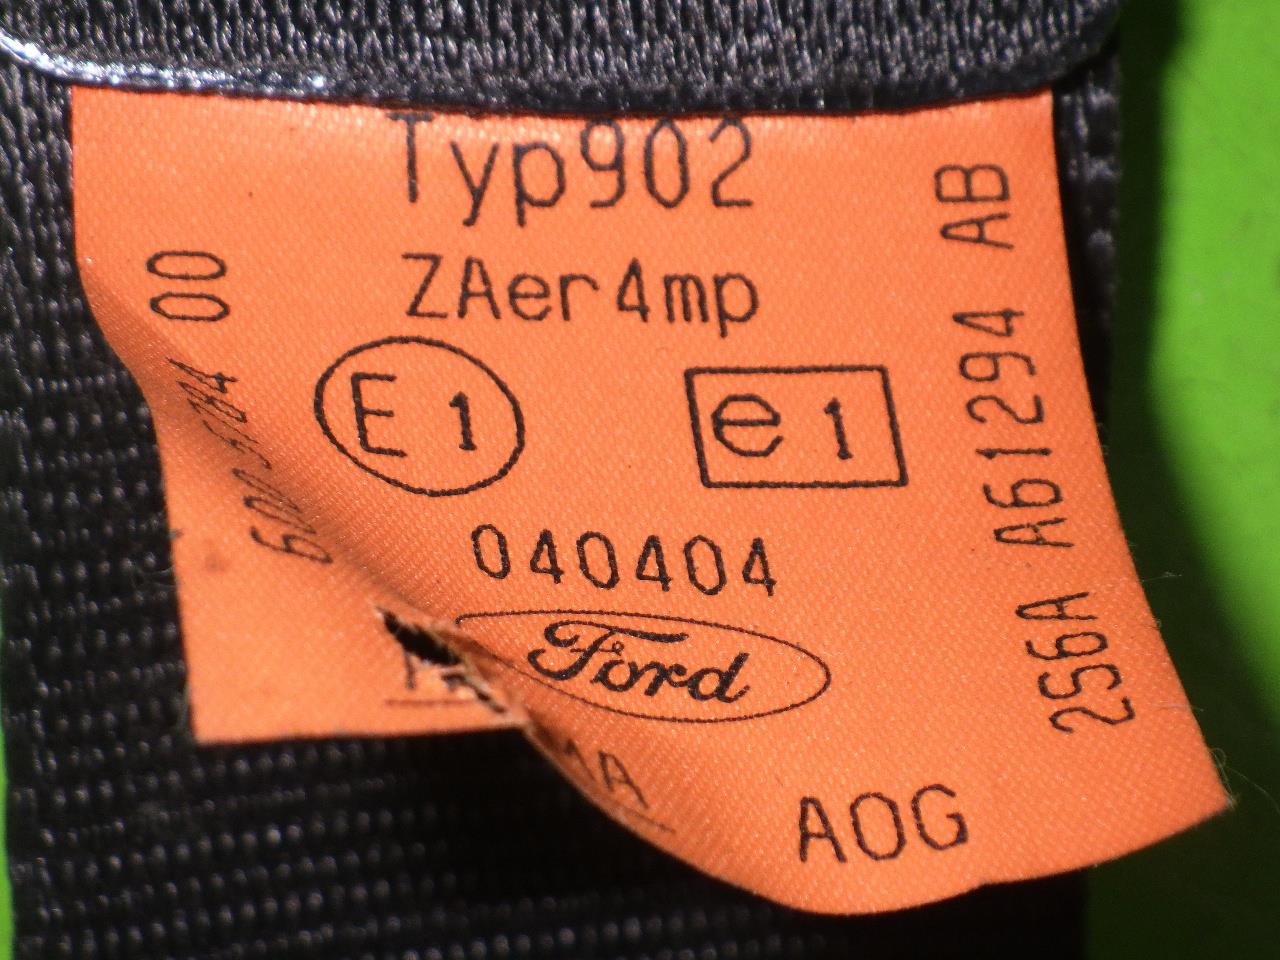 Typ902
ZAer4mp
E 1
e 1
040404
Ford
AOG
00
2S6A A61294 AB